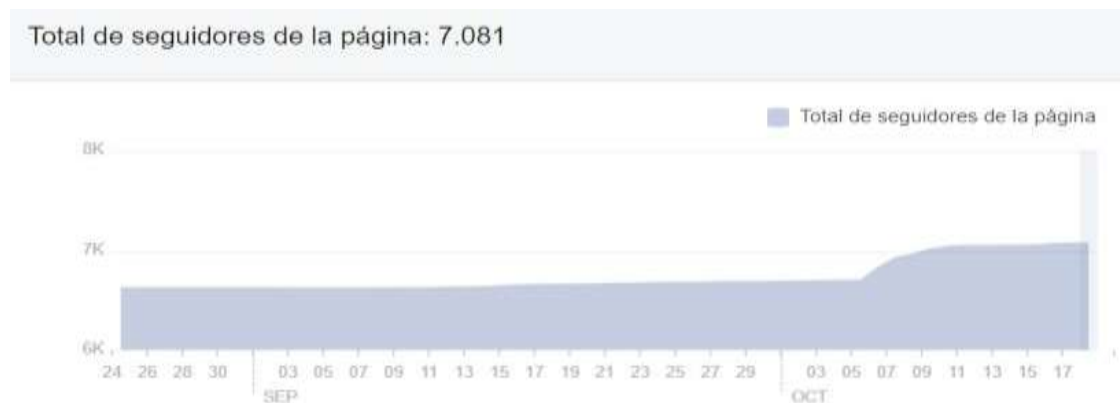 Total de seguidores de la página: 7.081
Total de seguidores de la página
8K
7K
6K
24 26 28 30 03 05 07 09 11 13 15 17 19 21 23 25 27 29 03 05 07 09 11 13 15 17
SEP OCT